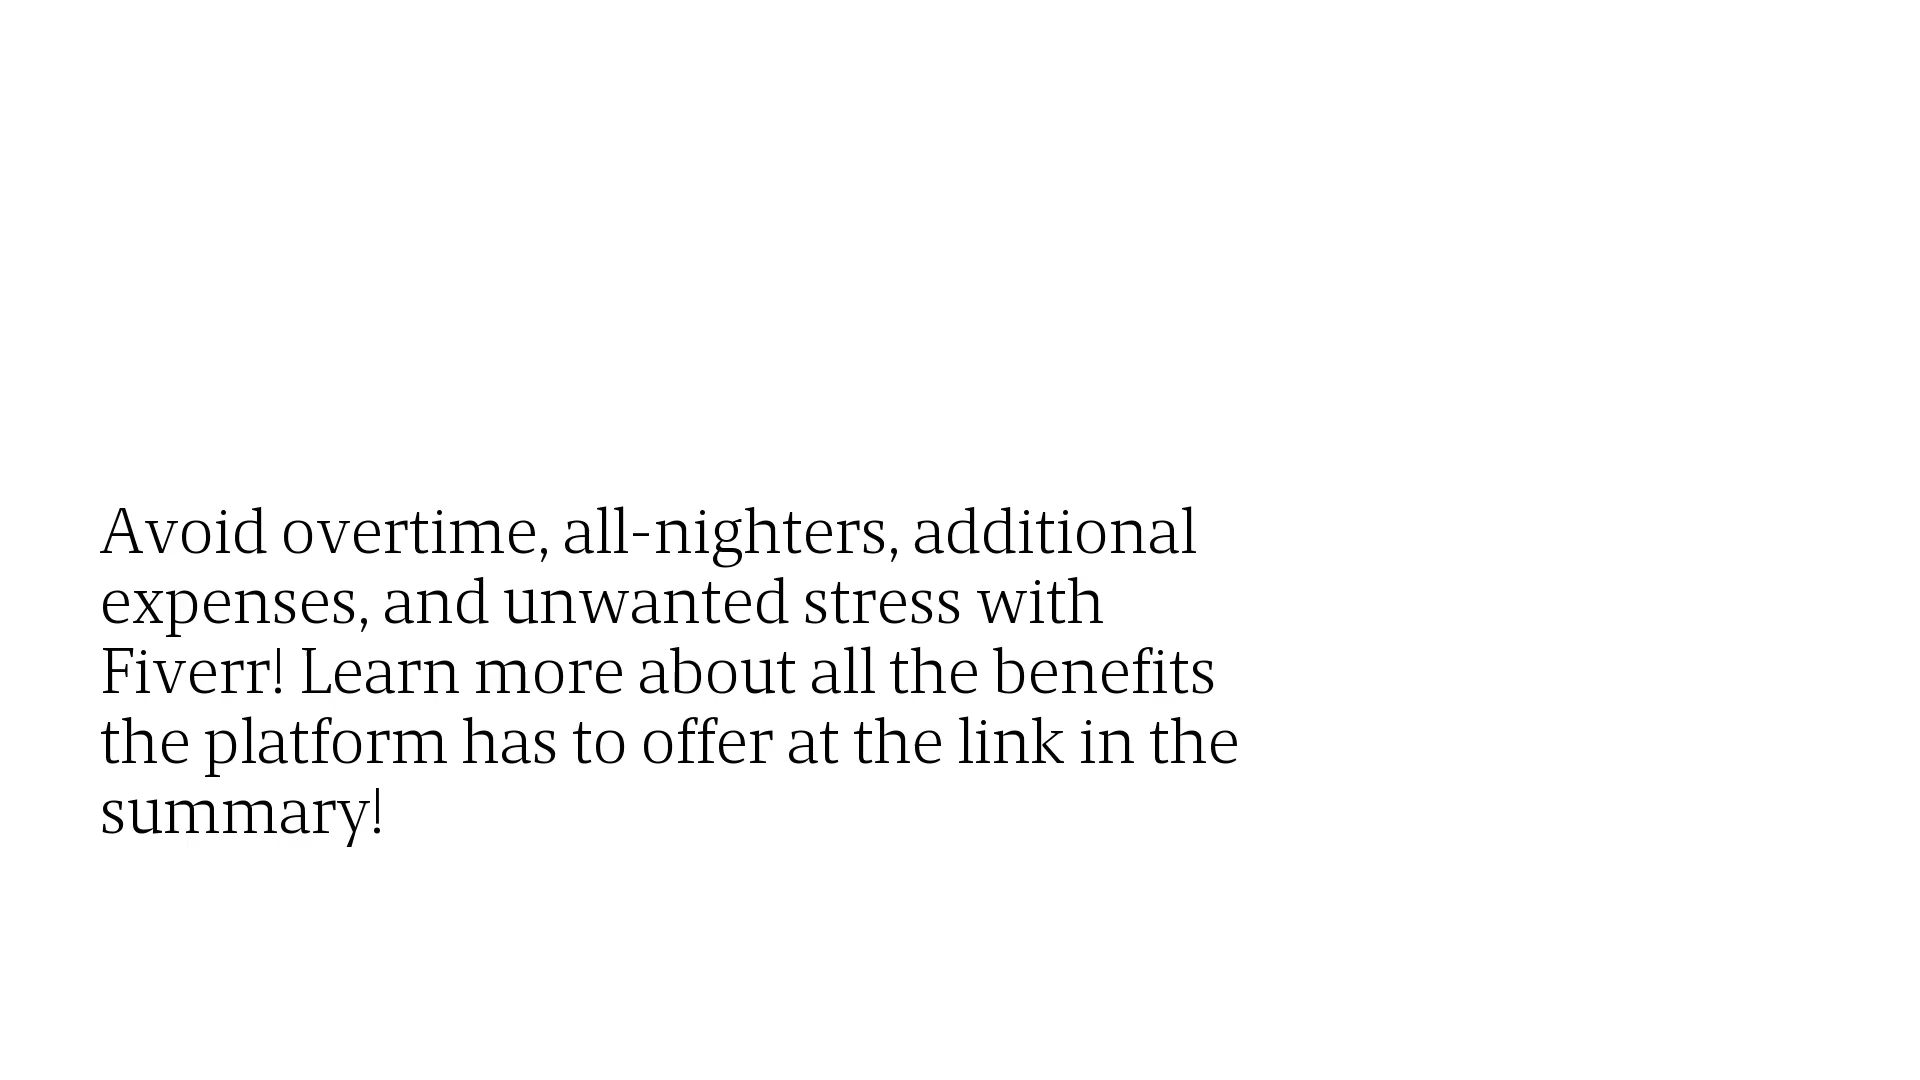 Avoid overtime, all-nighters, additional
expenses, and unwanted stress with
Fiverr! Learn more about all the benefits
the platform has to offer at the link in the
summary!